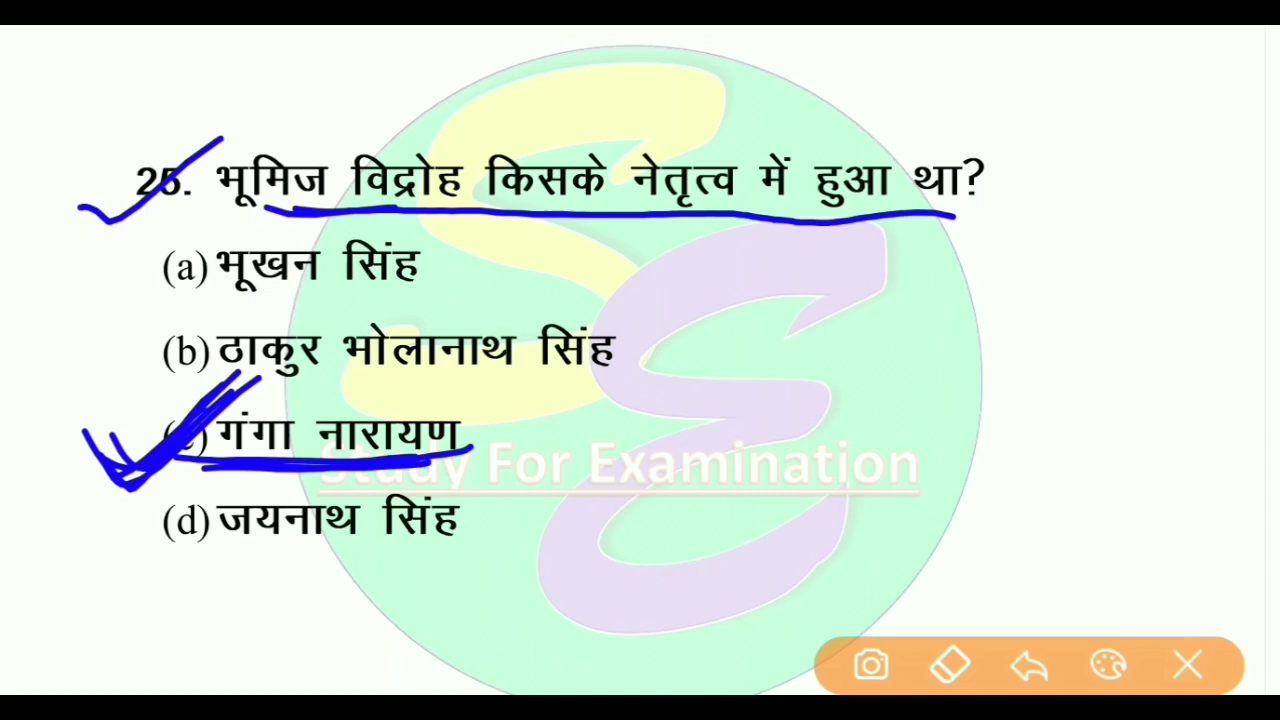 25. भूमिज विद्रोह किसके नेतृत्व में हुआ था?
(a) भूखन सिंह
(b) ठाकुर भोलानाथ सिंह
(c) गंगा नारायण
Study For Examination
(d) जयनाथ सिंह